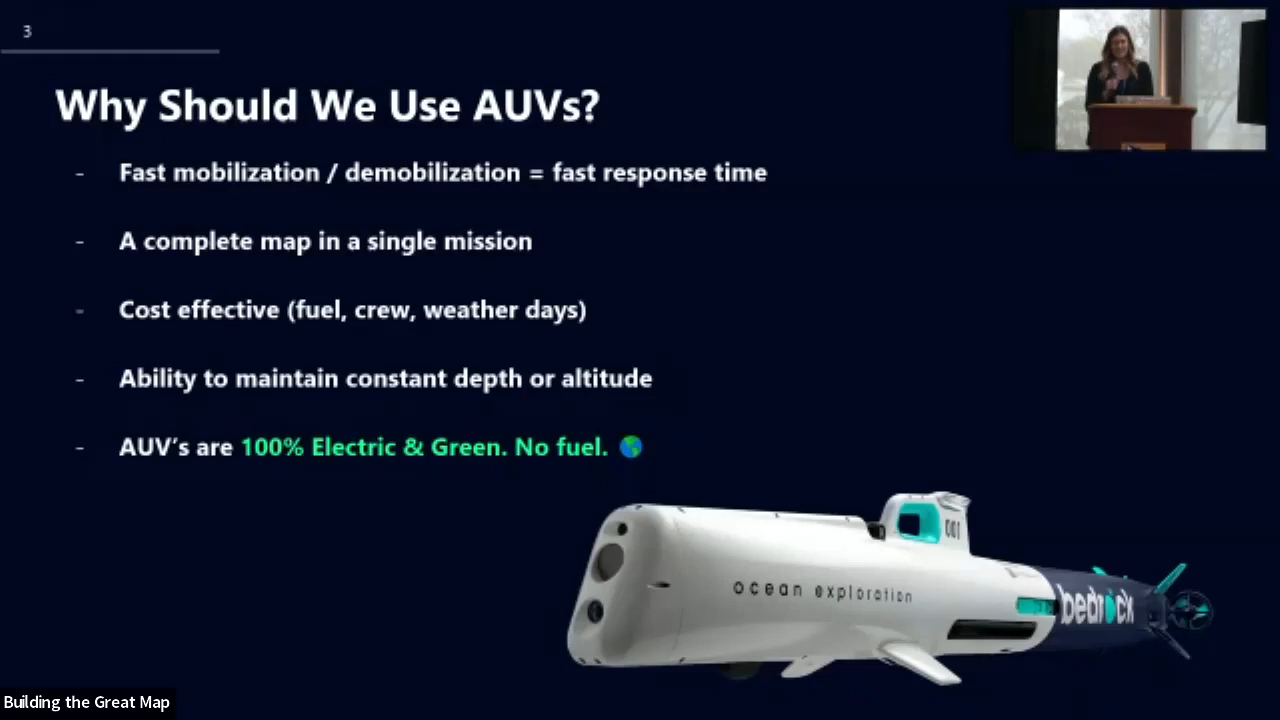 3
Why Should We Use AUVs?
- Fast mobilization / demobilization = fast response time
- A complete map in a single mission
- Cost effective (fuel, crew, weather days)
- Ability to maintain constant depth or altitude
- AUV's are 100% Electric & Green. No fuel. 🌎
001
ocean exploration
bedrock
Building the Great Map